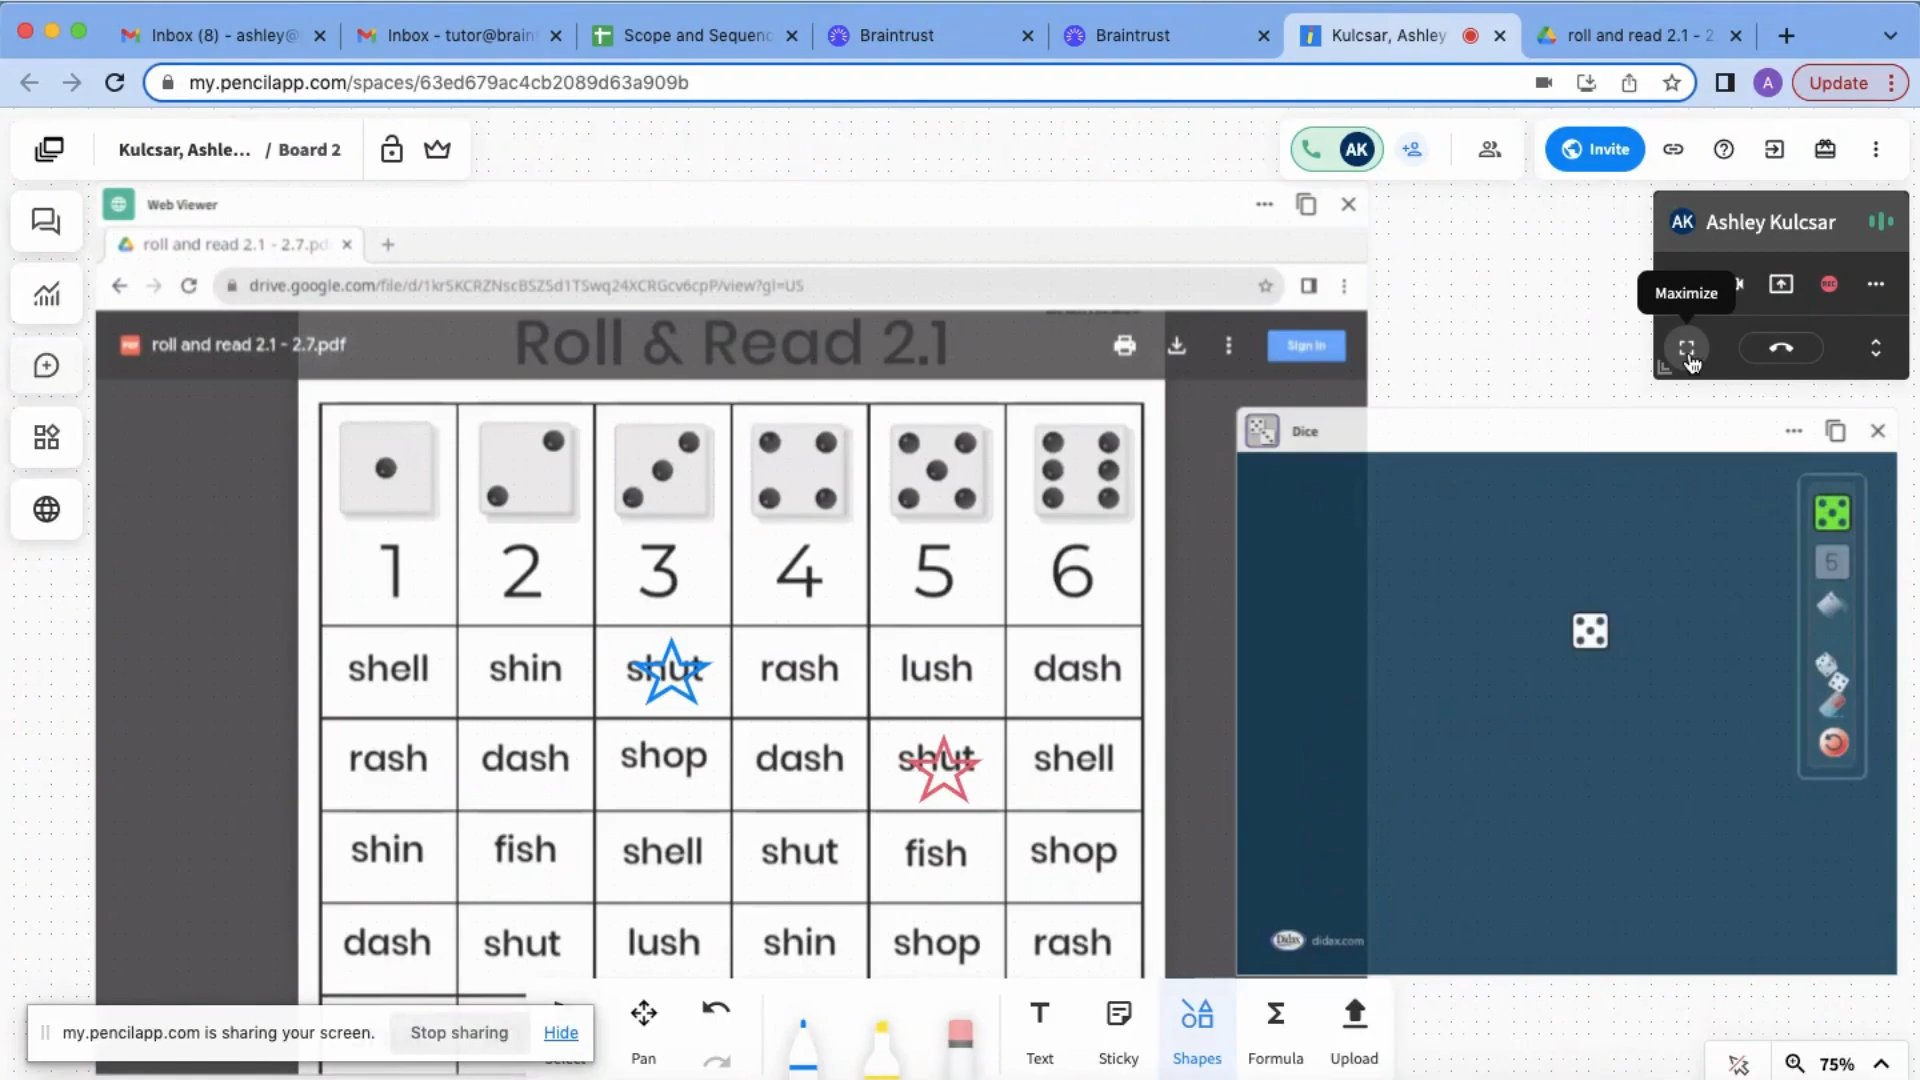 Inbox (8) - ashley@
Inbox - tutor@brain
Scope and Sequenc
Braintrust
Braintrust
Kulcsar, Ashley
roll and read 2.1 - 2
my.pencilapp.com/spaces/63ed679ac4cb2089d63a909b
A
Update
Kulcsar, Ashle... / Board 2
AK
Invite
Web Viewer
AK Ashley Kulcsar
roll and read 2.1 - 2.7.pd
drive.google.com/file/d/1kr5KCRZNscBSZ5d1TSwq24XCRGcv6cpP/view?gl=US
REC
Maximize
roll and read 2.1 - 2.7.pdf
Roll & Read 2.1
Sign in
Dice
1 2 3 4 5 6
5
shell shin shut rash lush dash
rash dash shop dash shut shell
shin fish shell shut fish shop
dash shut lush shin shop rash
Didax didax.com
my.pencilapp.com is sharing your screen.
Stop sharing
Hide
Select
Pan
T
Text
Sticky
Shapes
Σ
Formula
Upload
75%